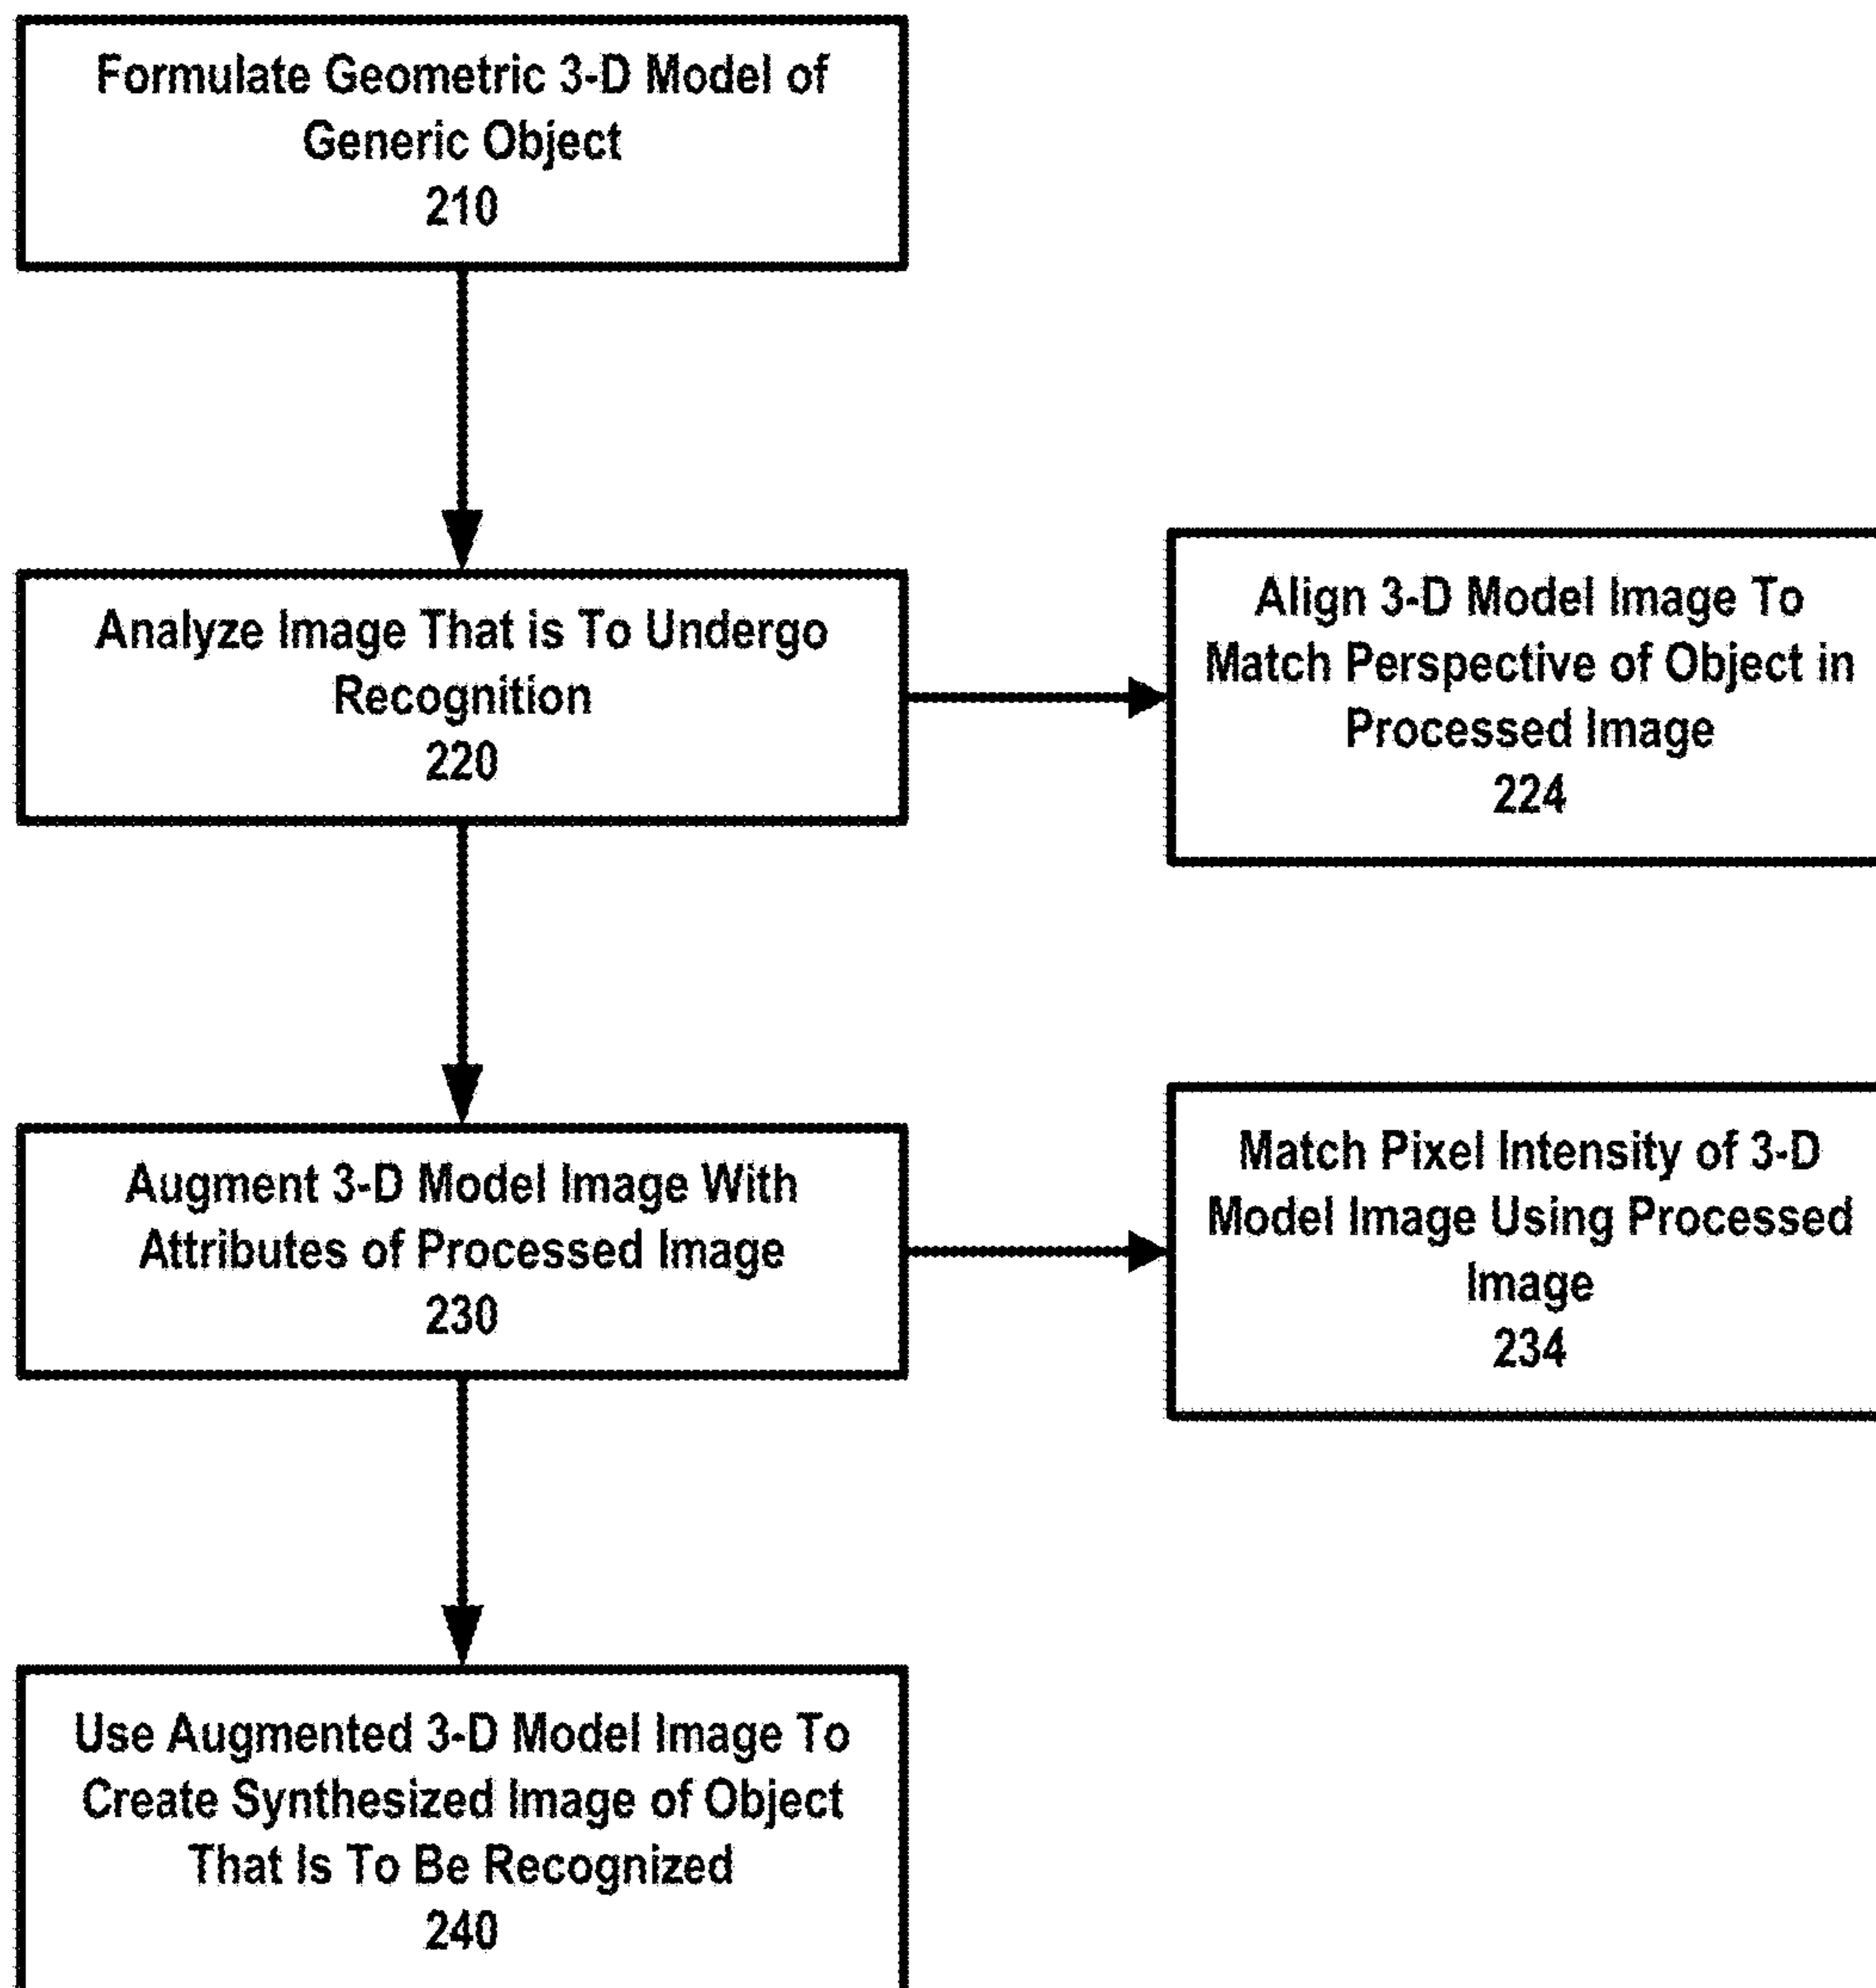 Formulate Geometric 3-D Model of
Generic Object
210
Analyze Image That is To Undergo
Recognition
220
Align 3-D Model Image To
Match Perspective of Object in
Processed Image
224
Augment 3-D Model Image With
Attributes of Processed Image
230
Match Pixel Intensity of 3-D
Model Image Using Processed
Image
234
Use Augmented 3-D Model Image To
Create Synthesized Image of Object
That Is To Be Recognized
240